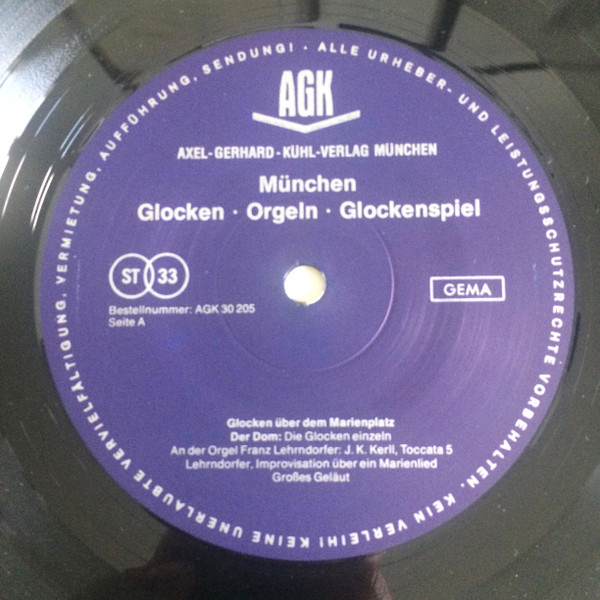 AGK
AXEL-GERHARD-KÜHL-VERLAG MÜNCHEN
München
Glocken · Orgeln · Glockenspiel
ST 33
GEMA
Bestellnummer: AGK 30 205
Seite A
Glocken über dem Marienplatz
Der Dom: Die Glocken einzeln
An der Orgel Franz Lehrndorfer: J. K. Kerll, Toccata 5
Lehrndorfer, Improvisation über ein Marienlied
Großes Geläut
ALLE URHEBER- UND LEISTUNGSSCHUTZRECHTE VORBEHALTEN. KEIN VERLEIH! KEINE UNERLAUBTE VERVIELFÄLTIGUNG, VERMIETUNG, AUFFÜHRUNG, SENDUNG! ·